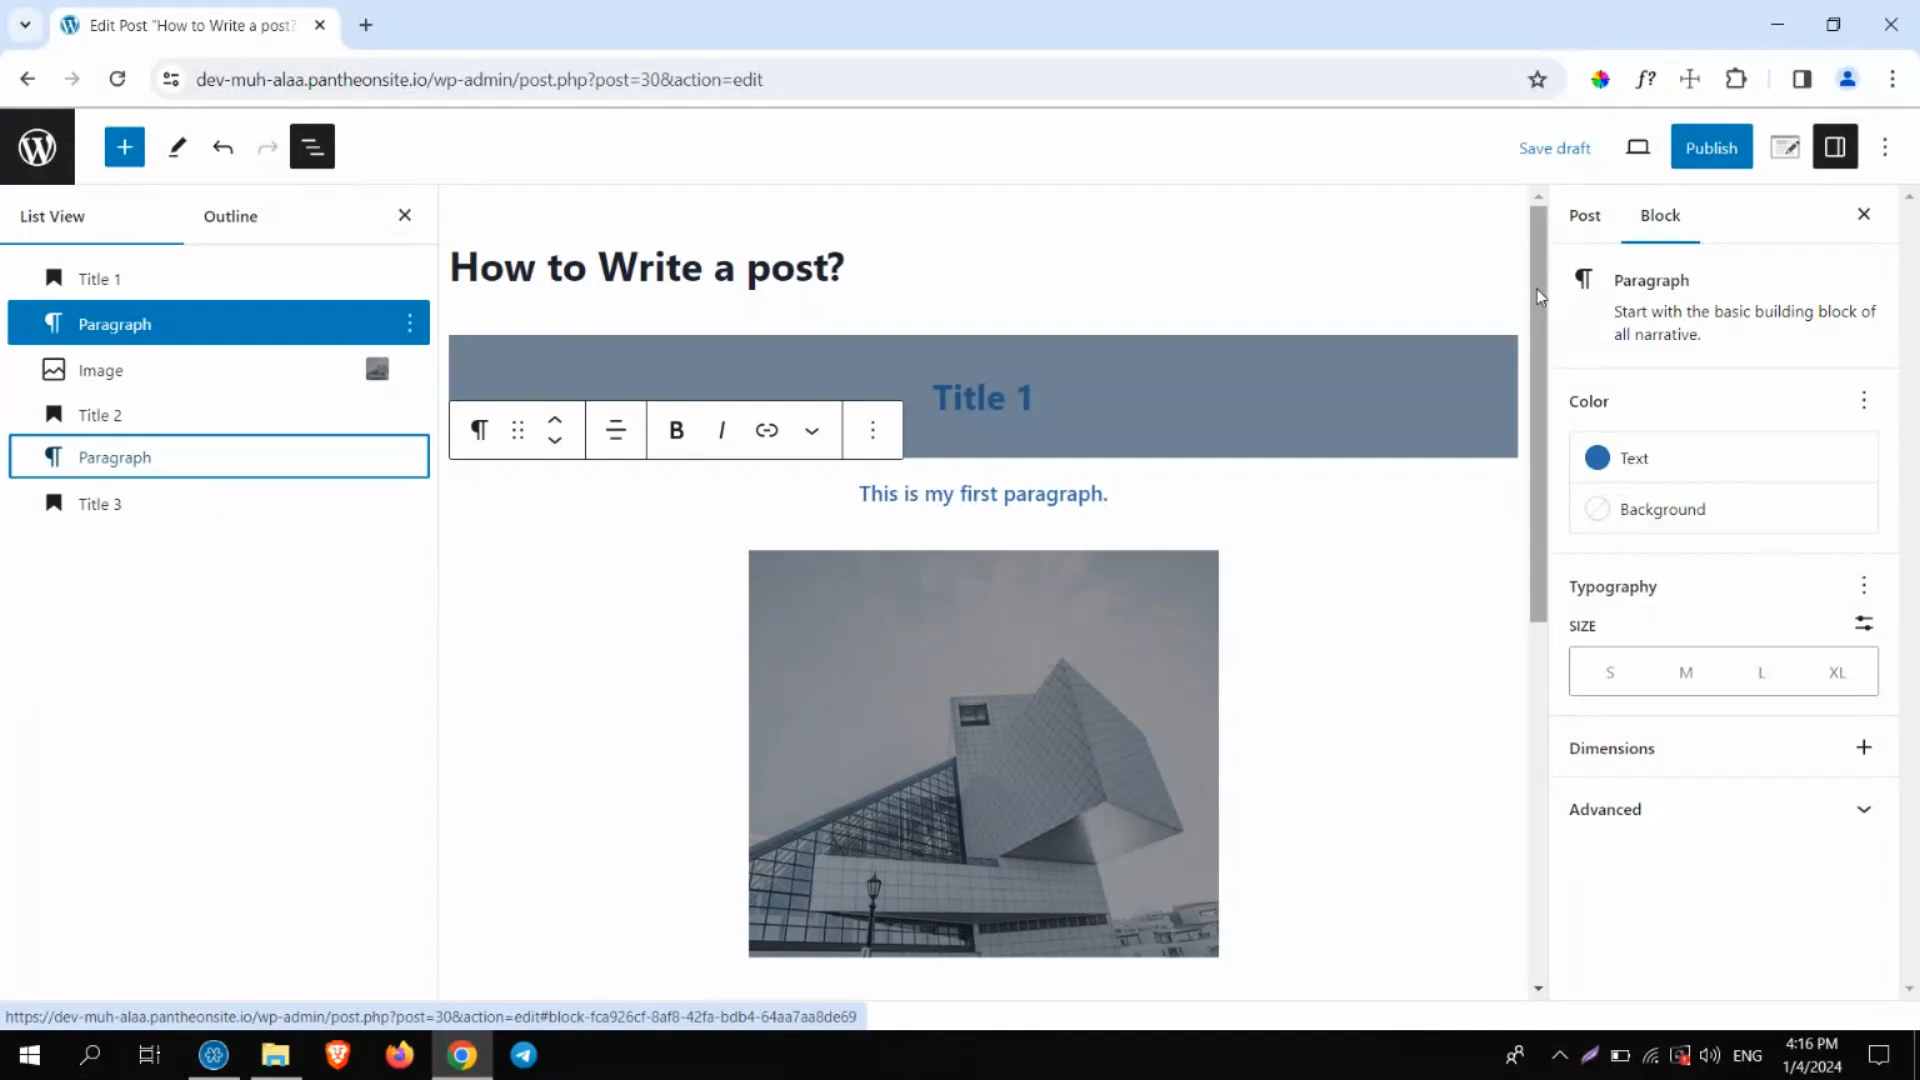 Edit Post "How to Write a post?
dev-muh-alaa.pantheonsite.io/wp-admin/post.php?post=30&action=edit
f?
Save draft
Publish
List View
Outline
Post
Block
Title 1
Paragraph
Image
Title 2
Paragraph
Title 3
How to Write a post?
Title 1
B I
This is my first paragraph.
Paragraph
Start with the basic building block of
all narrative.
Color
Text
Background
Typography
SIZE
S M L XL
Dimensions
Advanced
https://dev-muh-alaa.pantheonsite.io/wp-admin/post.php?post=30&action=edit#block-fca926cf-8af8-42fa-bdb4-64aa7aa8de69
ENG
4:16 PM
1/4/2024